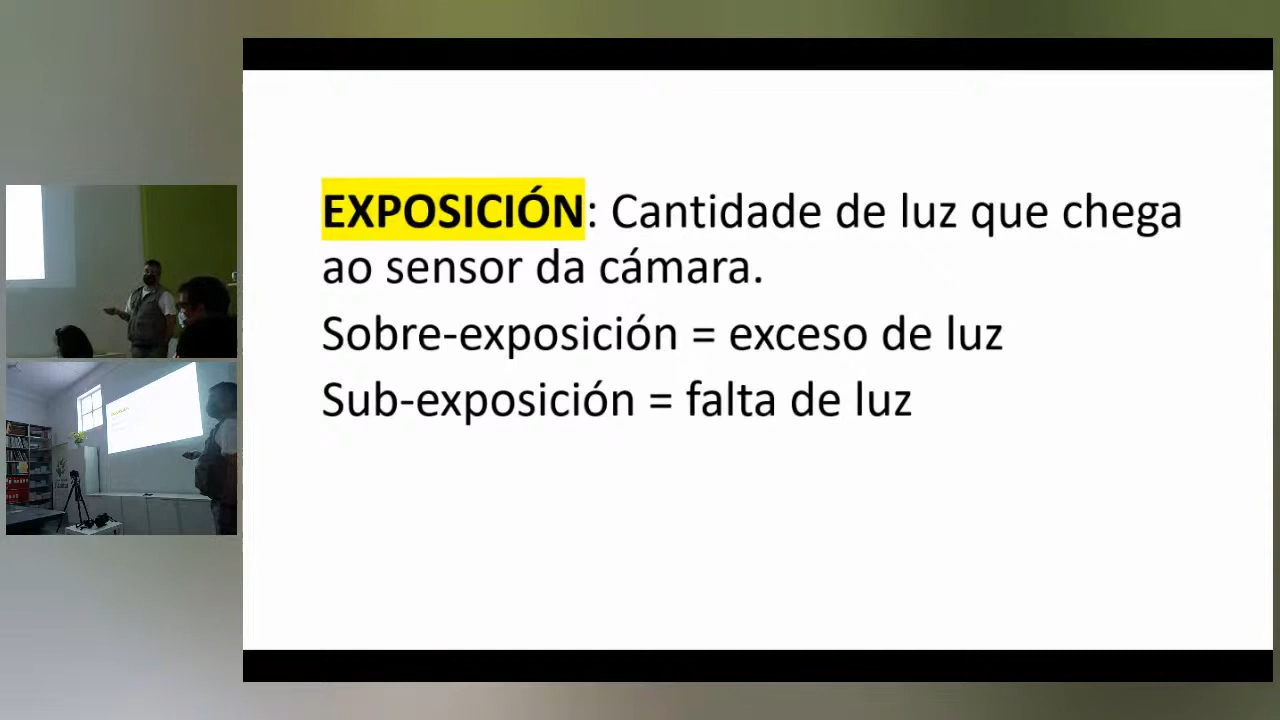 EXPOSICIÓN: Cantidade de luz que chega
ao sensor da cámara.
Sobre-exposición = exceso de luz
Sub-exposición = falta de luz